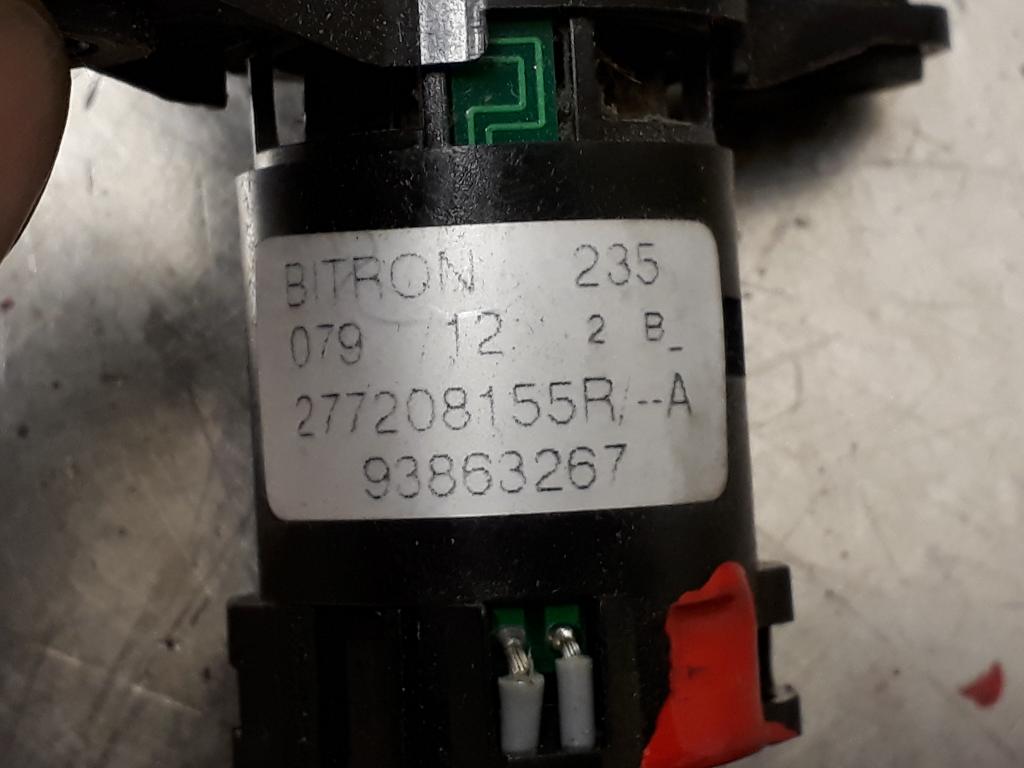 BITRON 235
079 /12 2 B_
277208155R/--A
93863267